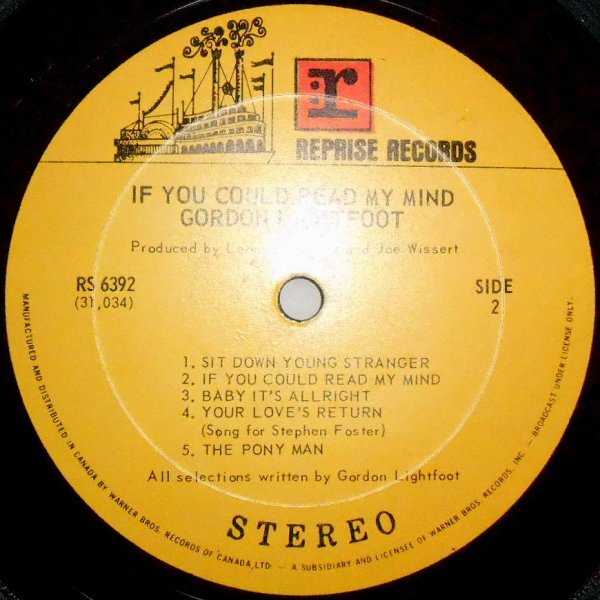 r
REPRISE RECORDS
IF YOU COULD READ MY MIND
GORDON LIGHTFOOT
Produced by and Joe Wissert
RS 6392
(31,034)
SIDE
2
1. SIT DOWN YOUNG STRANGER
2. IF YOU COULD READ MY MIND
3. BABY IT'S ALLRIGHT
4. YOUR LOVE'S RETURN
(Song for Stephen Foster)
5. THE PONY MAN
All selections written by Gordon Lightfoot
STEREO
MANUFACTURED AND DISTRIBUTED IN CANADA BY WARNER BROS. RECORDS OF CANADA, LTD. — A SUBSIDIARY AND LICENSEE OF WARNER BROS. RECORDS, INC. — BROADCAST UNDER LICENSE ONLY.